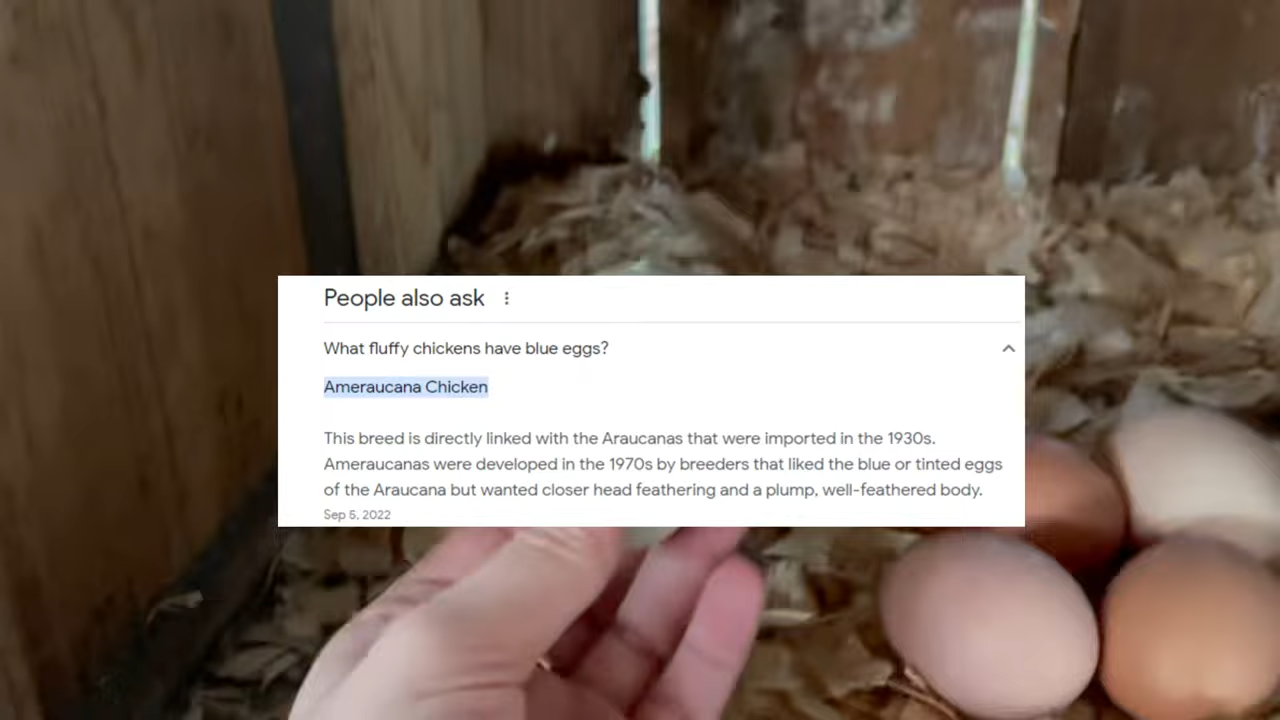 People also ask
What fluffy chickens have blue eggs?
Ameraucana Chicken
This breed is directly linked with the Araucanas that were imported in the 1930s.
Ameraucanas were developed in the 1970s by breeders that liked the blue or tinted eggs
of the Araucana but wanted closer head feathering and a plump, well-feathered body.
Sep 5, 2022